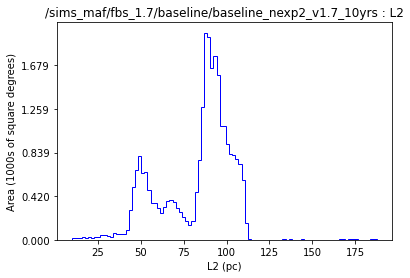 /sims_maf/fbs_1.7/baseline/baseline_nexp2_v1.7_10yrs : L2
Area (1000s of square degrees)
1.679
1.259
0.839
0.420
0.000
25 50 75 100 125 150 175
L2 (pc)